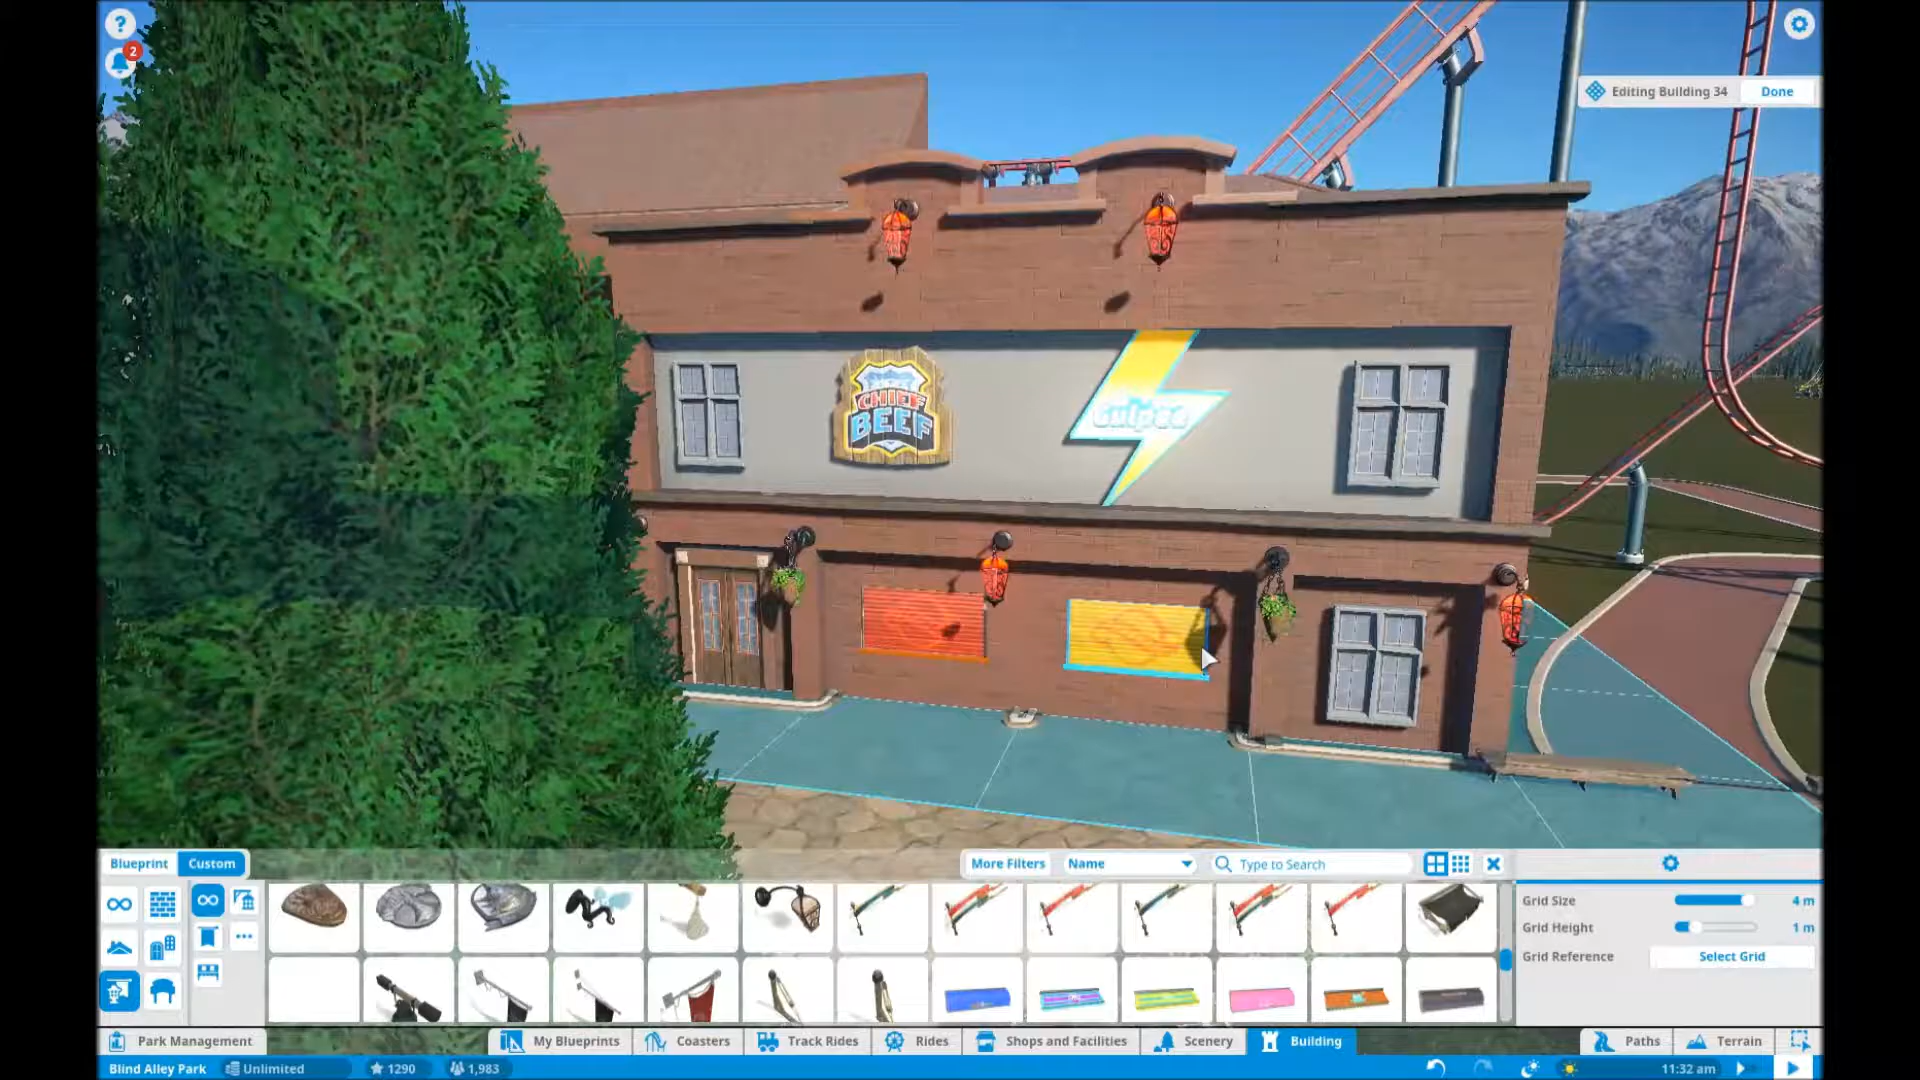 ?
2
Editing Building 34
Done
CHIEF
BEEF
Gulpee
Blueprint
Custom
More Filters
Name
Type to Search
Grid Size
4 m
Grid Height
1 m
Grid Reference
Select Grid
Park Management
My Blueprints
Coasters
Track Rides
Rides
Shops and Facilities
Scenery
Building
Paths
Terrain
Blind Alley Park
Unlimited
1290
1,983
11:32 am